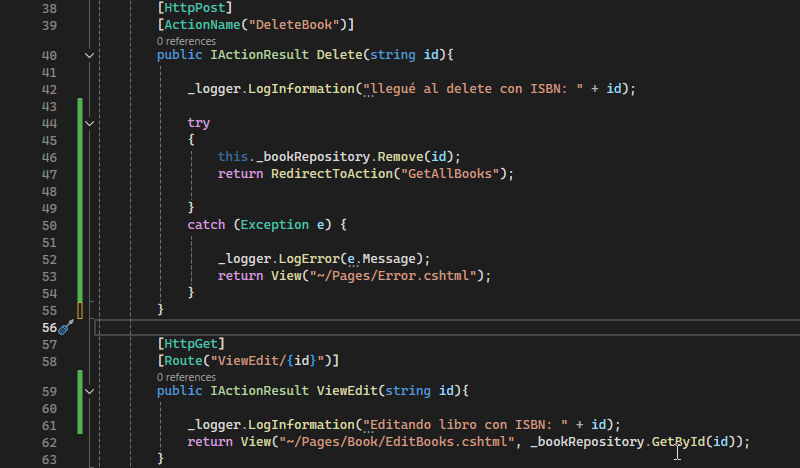 38 [HttpPost]
39 [ActionName("DeleteBook")]
0 references
40 public IActionResult Delete(string id){
41
42 _logger.LogInformation("llegué al delete con ISBN: " + id);
43
44 try
45 {
46 this._bookRepository.Remove(id);
47 return RedirectToAction("GetAllBooks");
48
49 }
50 catch (Exception e) {
51
52 _logger.LogError(e.Message);
53 return View("~/Pages/Error.cshtml");
54 }
55 }
56
57 [HttpGet]
58 [Route("ViewEdit/{id}")]
0 references
59 public IActionResult ViewEdit(string id){
60
61 _logger.LogInformation("Editando libro con ISBN: " + id);
62 return View("~/Pages/Book/EditBooks.cshtml", _bookRepository.GetById(id));
63 }